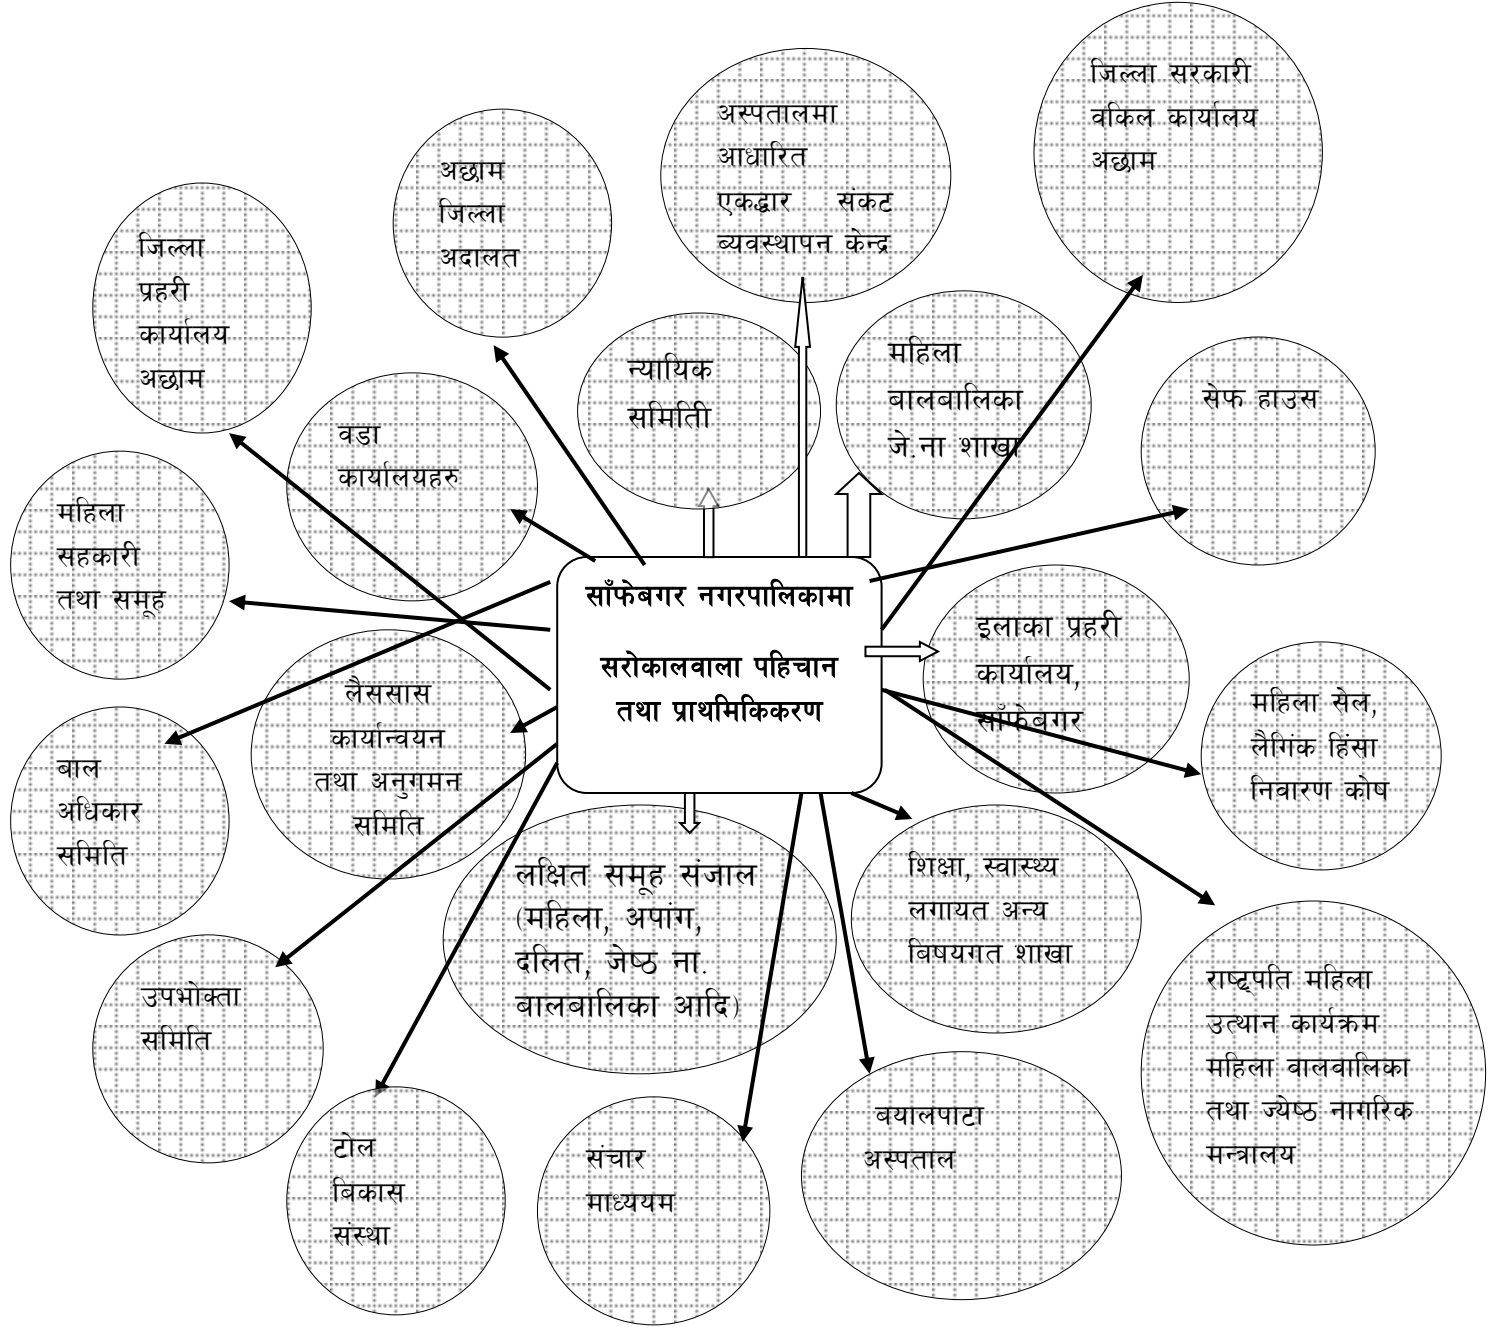 जिल्ला सरकारी
वकिल कार्यालय
अछाम
अस्पतालमा
आधारित
एकद्धार संकट
ब्यवस्थापन केन्द्र
अछाम
जिल्ला
अदालत
जिल्ला
प्रहरी
कार्यालय
अछाम
न्यायिक
समितिी
महिला
बालबालिका
जे.ना शाखा
सेफ हाउस
वडा
कार्यालयहरु
महिला
सहकारी
तथा समूह
साँफेबगर नगरपालिकामा
सरोकालवाला पहिचान
तथा प्राथमिकिकरण
इलाका प्रहरी
कार्यालय,
साँफेबगर
लैससास
कार्यान्वयन
तथा अनुगमन
समिति
महिला सेल,
लैगिंक हिंसा
निवारण कोष
बाल
अधिकार
समिति
लक्षित समूह संजाल
(महिला, अपांग,
दलित, जेष्ठ ना.
बालबालिका आदि)
शिक्षा, स्वास्थ्य
लगायत अन्य
बिषयगत शाखा
उपभोक्ता
समिति
राष्ट्रपति महिला
उत्थान कार्यक्रम
महिला वालवालिका
तथा ज्येष्ठ नागरिक
मन्त्रालय
टोल
बिकास
संस्था
संचार
माध्ययम
बयालपाटा
अस्पताल